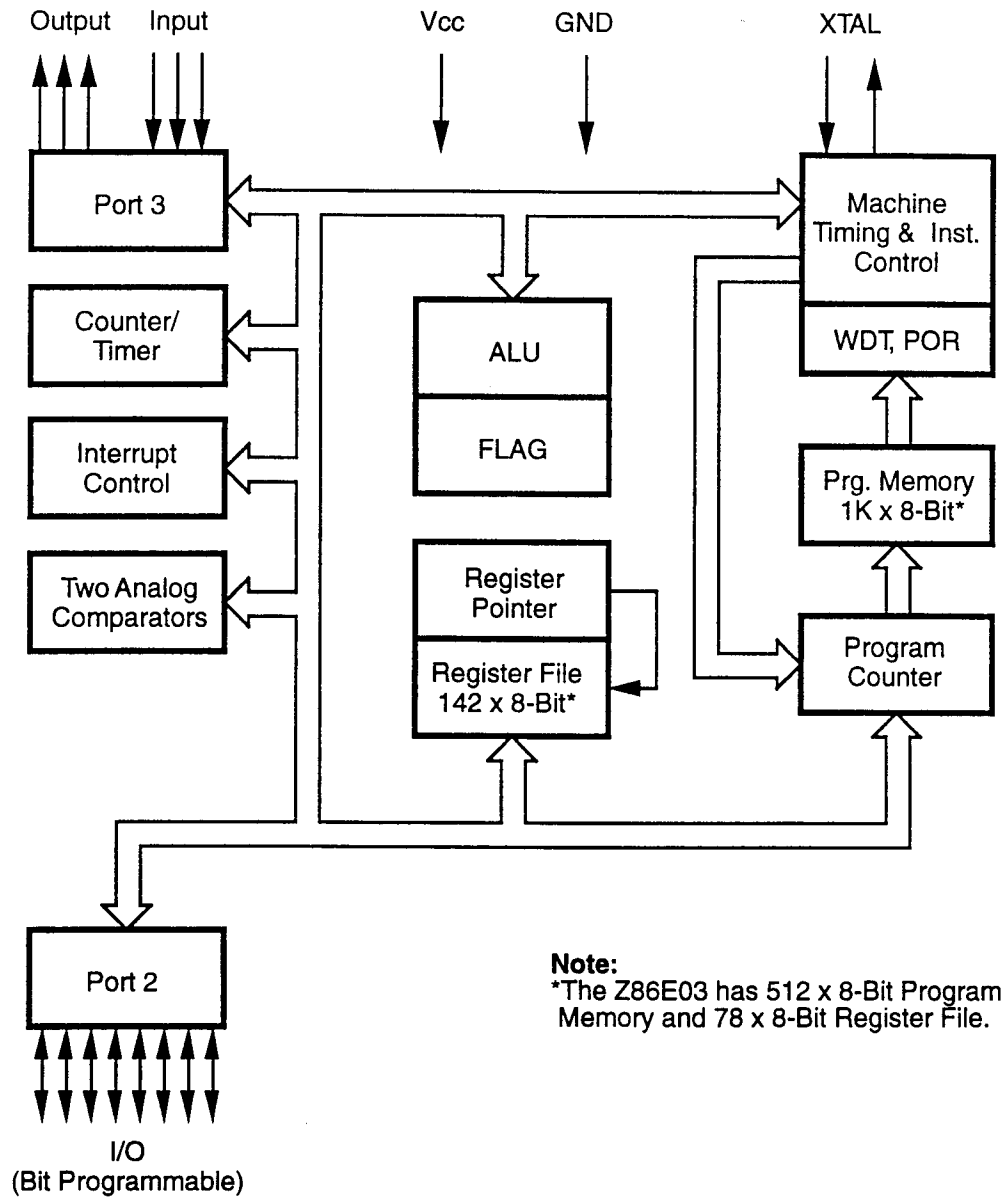 Output
Input
Vcc
GND
XTAL
Port 3
Machine
Timing & Inst.
Control
WDT, POR
Counter/
Timer
ALU
FLAG
Interrupt
Control
Prg. Memory
1K x 8-Bit*
Two Analog
Comparators
Register
Pointer
Register File
142 x 8-Bit*
Program
Counter
Port 2
I/O
(Bit Programmable)
Note:
*The Z86E03 has 512 x 8-Bit Program
Memory and 78 x 8-Bit Register File.